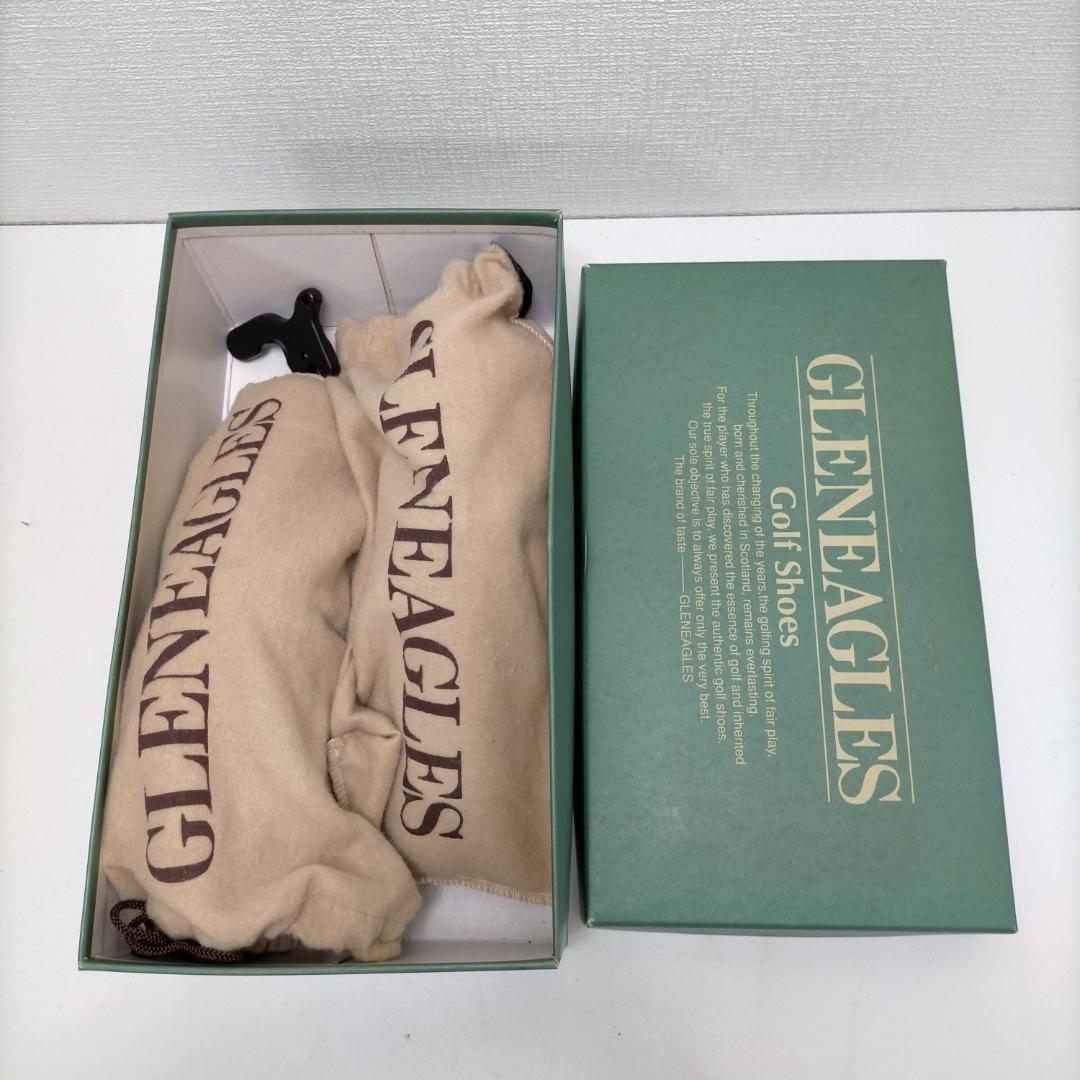 GLENEAGLES
GLENEAGLES
GLENEAGLES
Golf Shoes
Throughout the changing of the years,the golfing spirit of fair play,
born and cherished in Scotland, remains everlasting.
For the player who has discovered the essence of golf and inherited
the true spirit of fair play, we present the authentic golf shoes.
Our sole objective is to always offer only the very best.
The brand of taste——GLENEAGLES